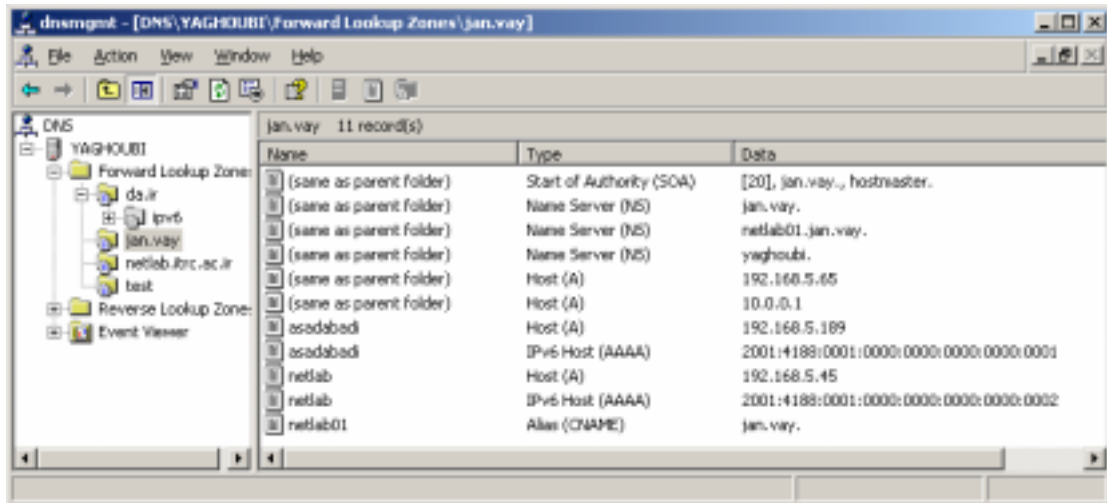 dnsmgmt - [DNS\YAGHOUBI\Forward Lookup Zones\jan.vay]
File Action View Window Help
DNS
YAGHOUBI
Forward Lookup Zone
da.ir
ipv6
jan.vay
netlab.itrc.ac.ir
test
Reverse Lookup Zone
Event Viewer
jan.vay 11 record(s)
Name Type Data
(same as parent folder) Start of Authority (SOA) [20], jan.vay., hostmaster.
(same as parent folder) Name Server (NS) jan.vay.
(same as parent folder) Name Server (NS) netlab01.jan.vay.
(same as parent folder) Name Server (NS) yaghoubi.
(same as parent folder) Host (A) 192.168.5.65
(same as parent folder) Host (A) 10.0.0.1
asadabadi Host (A) 192.168.5.189
asadabadi IPv6 Host (AAAA) 2001:4188:0001:0000:0000:0000:0000:0001
netlab Host (A) 192.168.5.45
netlab IPv6 Host (AAAA) 2001:4188:0001:0000:0000:0000:0000:0002
netlab01 Alias (CNAME) jan.vay.